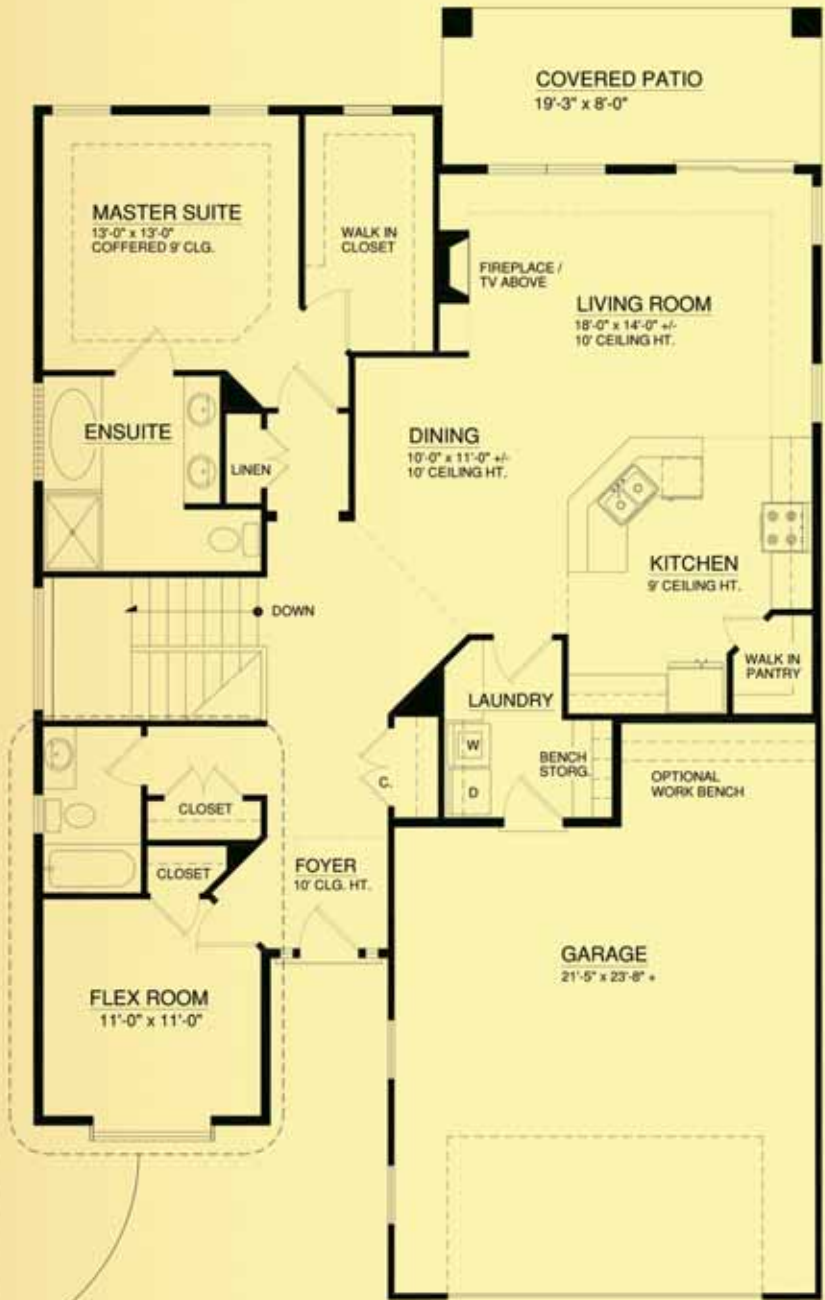 COVERED PATIO
19'-3" x 8'-0"
MASTER SUITE
13'-0" x 13'-0"
COFFERED 9' CLG.
WALK IN
CLOSET
FIREPLACE /
TV ABOVE
LIVING ROOM
18'-0" x 14'-0" +/-
10' CEILING HT.
ENSUITE
LINEN
DINING
10'-0" x 11'-0" +/-
10' CEILING HT.
KITCHEN
9' CEILING HT.
DOWN
WALK IN
PANTRY
LAUNDRY
W
D
BENCH
STORG.
C.
CLOSET
OPTIONAL
WORK BENCH
CLOSET
FOYER
10' CLG. HT.
GARAGE
21'-5" x 23'-8" +
FLEX ROOM
11'-0" x 11'-0"